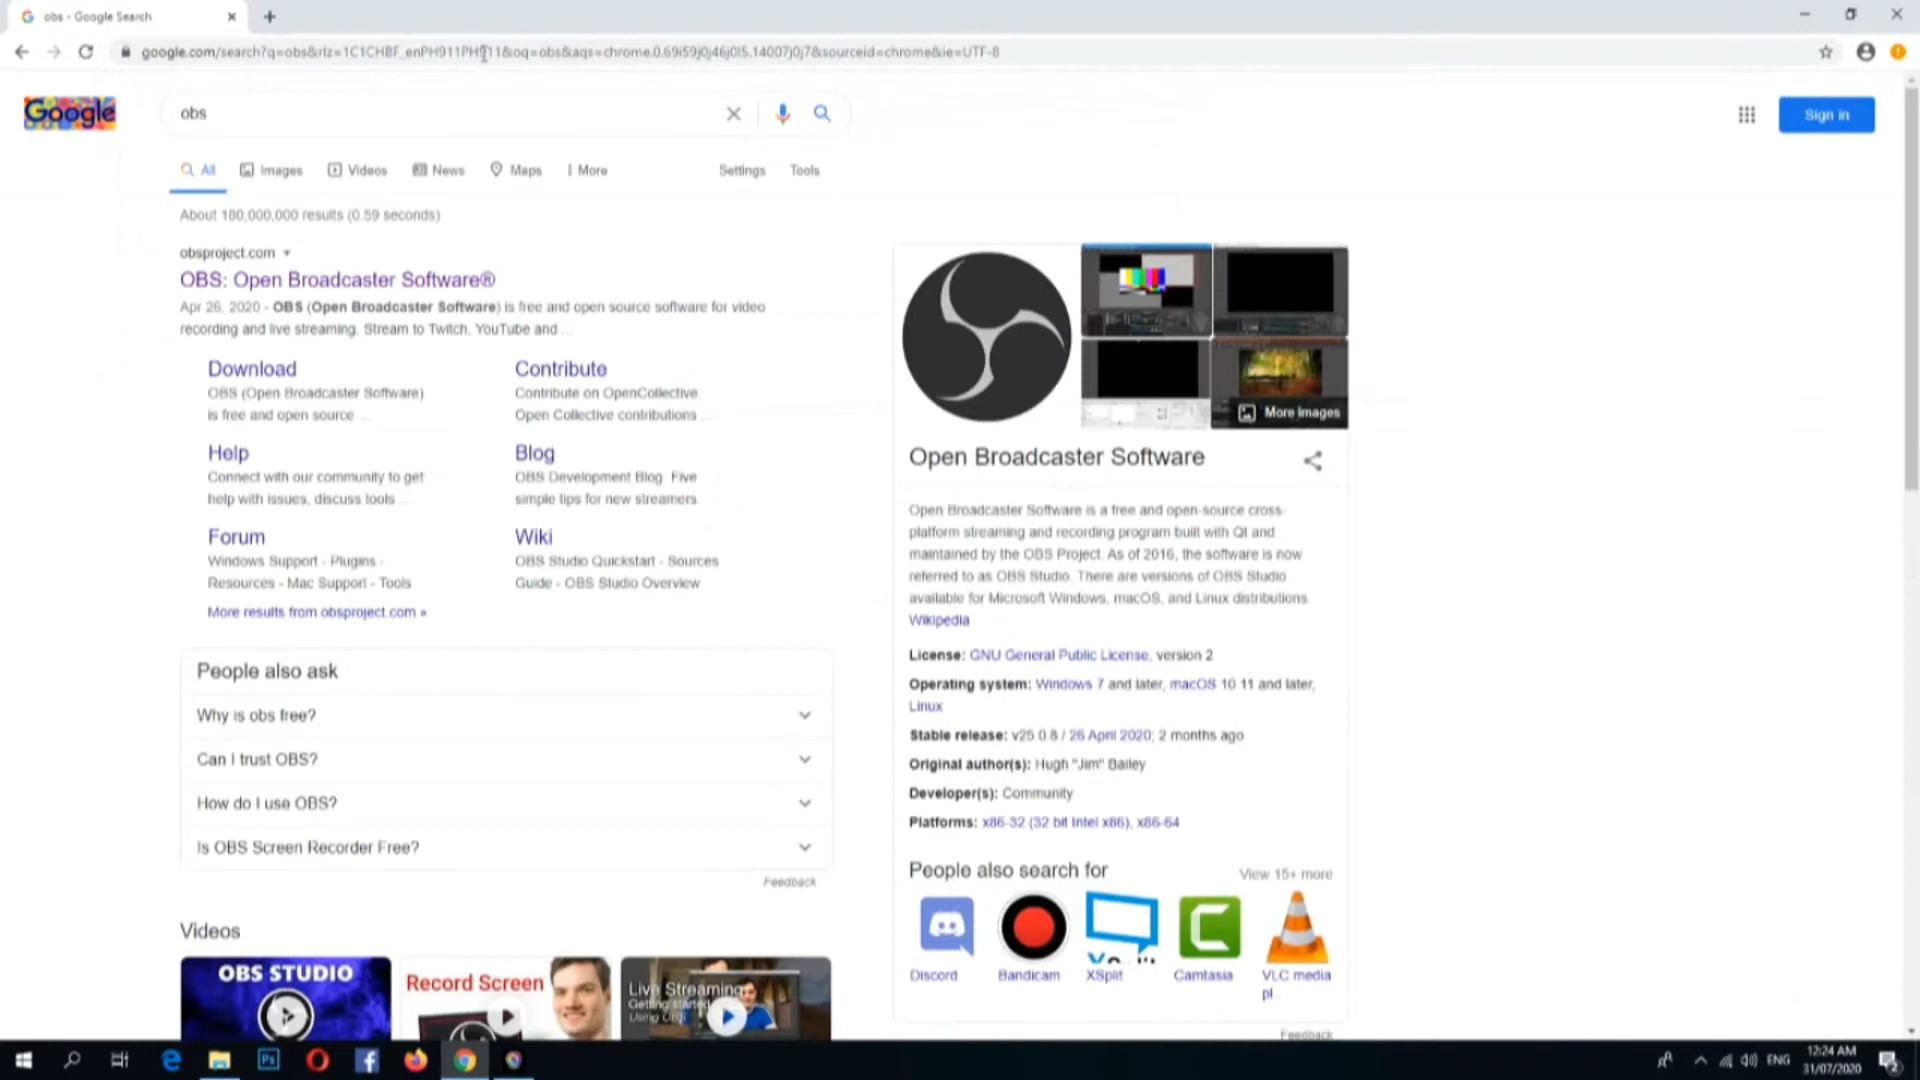 obs - Google Search
google.com/search?q=obs&rlz=1C1CHBF_enPH911PH911&oq=obs&aqs=chrome.0.69i59j0j46j0l5.14007j0j7&sourceid=chrome&ie=UTF-8
Google
obs
Sign in
All Images Videos News Maps More Settings Tools
About 180,000,000 results (0.59 seconds)
obsproject.com
OBS: Open Broadcaster Software®
Apr 26, 2020 - OBS (Open Broadcaster Software) is free and open source software for video
recording and live streaming. Stream to Twitch, YouTube and ...
Download
OBS (Open Broadcaster Software)
is free and open source ...
Contribute
Contribute on OpenCollective.
Open Collective contributions ...
Help
Connect with our community to get
help with issues, discuss tools ...
Blog
OBS Development Blog. Five
simple tips for new streamers.
Forum
Windows Support - Plugins -
Resources - Mac Support - Tools
Wiki
OBS Studio Quickstart - Sources
Guide - OBS Studio Overview
More results from obsproject.com »
People also ask
Why is obs free?
Can I trust OBS?
How do I use OBS?
Is OBS Screen Recorder Free?
Feedback
Videos
OBS STUDIO
Record Screen
Live Streaming
Getting started
Using OBS
More images
Open Broadcaster Software
Open Broadcaster Software is a free and open-source cross-
platform streaming and recording program built with Qt and
maintained by the OBS Project. As of 2016, the software is now
referred to as OBS Studio. There are versions of OBS Studio
available for Microsoft Windows, macOS, and Linux distributions.
Wikipedia
License: GNU General Public License, version 2
Operating system: Windows 7 and later, macOS 10.11 and later,
Linux
Stable release: v25.0.8 / 26 April 2020; 2 months ago
Original author(s): Hugh "Jim" Bailey
Developer(s): Community
Platforms: x86-32 (32 bit Intel x86), x86-64
People also search for
View 15+ more
Discord
Bandicam
XSplit
Camtasia
VLC media
pl...
Feedback
Ps
ENG
12:24 AM
31/07/2020
2